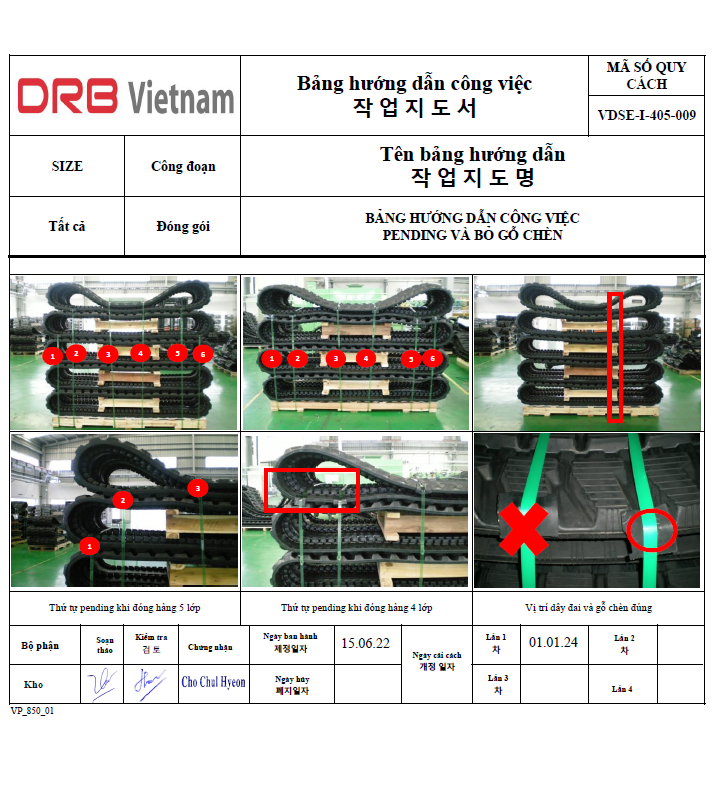 DRB Vietnam
Bảng hướng dẫn công việc
작 업 지 도 서
MÃ SỐ QUY
CÁCH
VDSE-I-405-009
SIZE
Công đoạn
Tên bảng hướng dẫn
작 업 지 도 명
Tất cả
Đóng gói
BẢNG HƯỚNG DẪN CÔNG VIỆC
PENDING VÀ BỎ GỖ CHÈN
1 2 3 4 5 6
1 2 3 4 5 6
1 2 3
Thứ tự pending khi đóng hàng 5 lớp
Thứ tự pending khi đóng hàng 4 lớp
Vị trí dây đai và gỗ chèn đúng
Bộ phận
Soạn
thảo
Kiểm tra
검 토
Chứng nhận
Ngày ban hành
제정일자
15.06.22
Ngày cải cách
개정 일자
Lần 1
차
01.01.24
Lần 2
차
Kho
Cho Chul Hyeon
Ngày hủy
폐지일자
Lần 3
차
Lần 4
VP_850_01